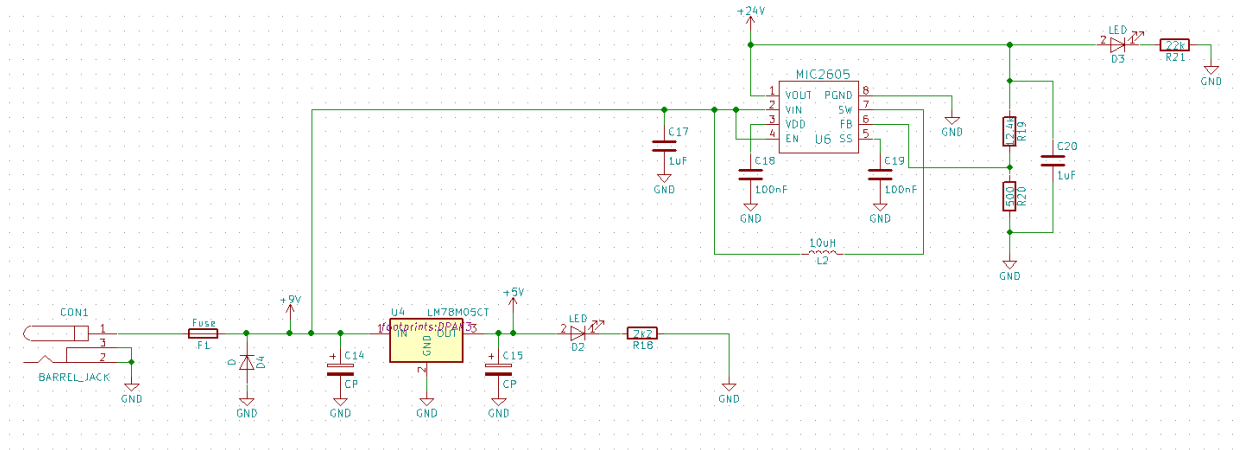 +24V
LED
2
1
D3
22k
R21
GND
MIC2605
1 VOUT PGND 8
2 VIN SW 7
3 VDD FB 6
4 EN SS 5
U6
GND
C17
1uF
GND
C18
100nF
GND
C19
100nF
GND
12.4k
R19
C20
1uF
500
R20
GND
10uH
L2
CON1
1
3
2
BARREL_JACK
GND
Fuse
F1
+9V
D
D4
GND
C14
CP
GND
U4 LM78M05CT
footprints:DPAK3
1 IN OUT 3
GND
2
GND
+5V
C15
CP
GND
LED
2
1
D2
2k2
R18
GND